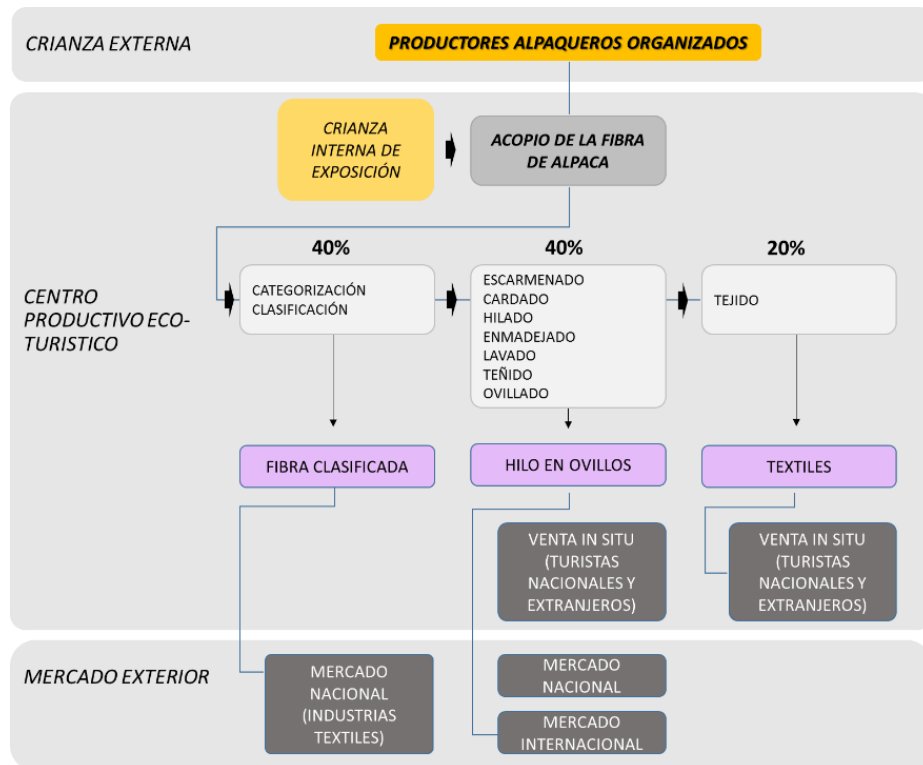 CRIANZA EXTERNA
PRODUCTORES ALPAQUEROS ORGANIZADOS
CRIANZA
INTERNA DE
EXPOSICIÓN
ACOPIO DE LA FIBRA
DE ALPACA
40%
40%
20%
CENTRO
PRODUCTIVO ECO-
TURISTICO
CATEGORIZACIÓN
CLASIFICACIÓN
ESCARMENADO
CARDADO
HILADO
ENMADEJADO
LAVADO
TEÑIDO
OVILLADO
TEJIDO
FIBRA CLASIFICADA
HILO EN OVILLOS
TEXTILES
VENTA IN SITU
(TURISTAS
NACIONALES Y
EXTRANJEROS)
VENTA IN SITU
(TURISTAS
NACIONALES Y
EXTRANJEROS)
MERCADO EXTERIOR
MERCADO
NACIONAL
(INDUSTRIAS
TEXTILES)
MERCADO
NACIONAL
MERCADO
INTERNACIONAL